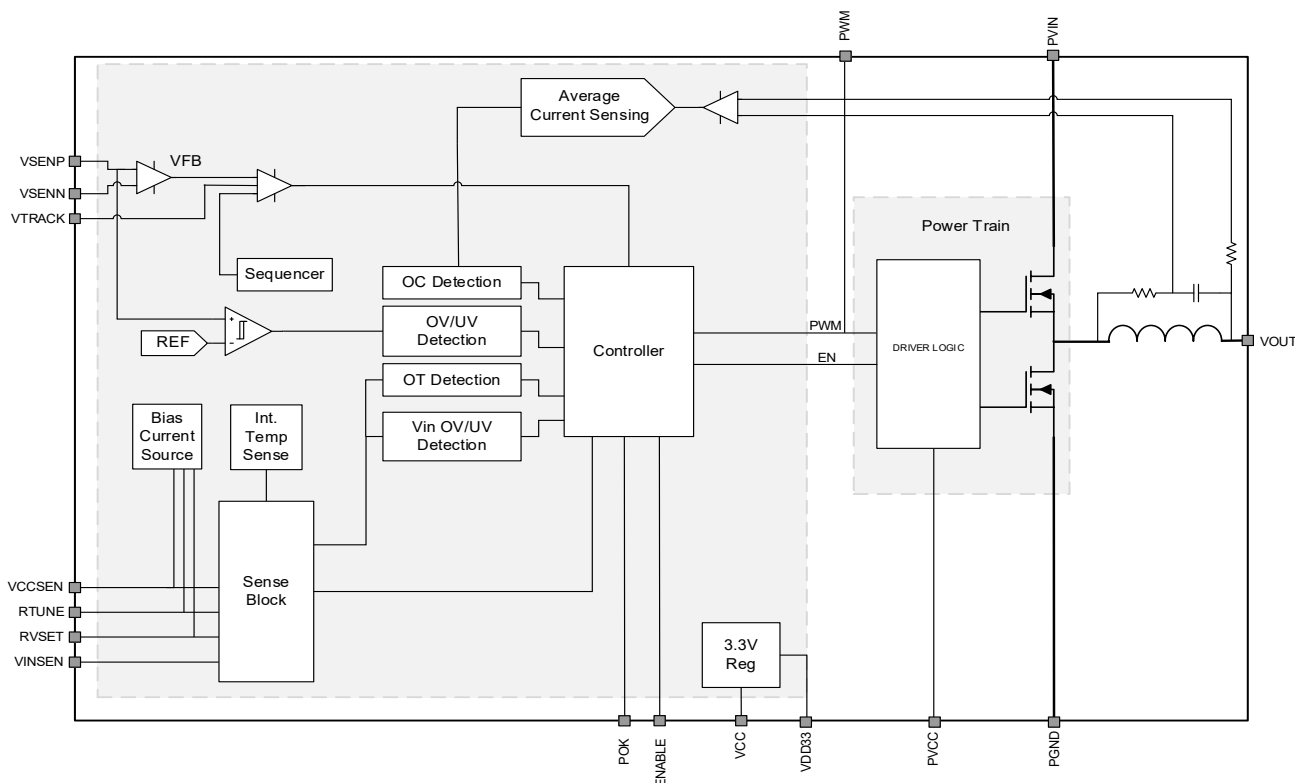 PWM
PVIN
Average
Current Sensing
VSENP
VFB
VSENN
VTRACK
Power Train
Sequencer
OC Detection
OV/UV
Detection
REF
+
-
Controller
PWM
EN
DRIVER LOGIC
VOUT
OT Detection
Vin OV/UV
Detection
Bias
Current
Source
Int.
Temp
Sense
VCCSEN
RTUNE
RVSET
VINSEN
Sense
Block
3.3V
Reg
POK
ENABLE
VCC
VDD33
PVCC
PGND